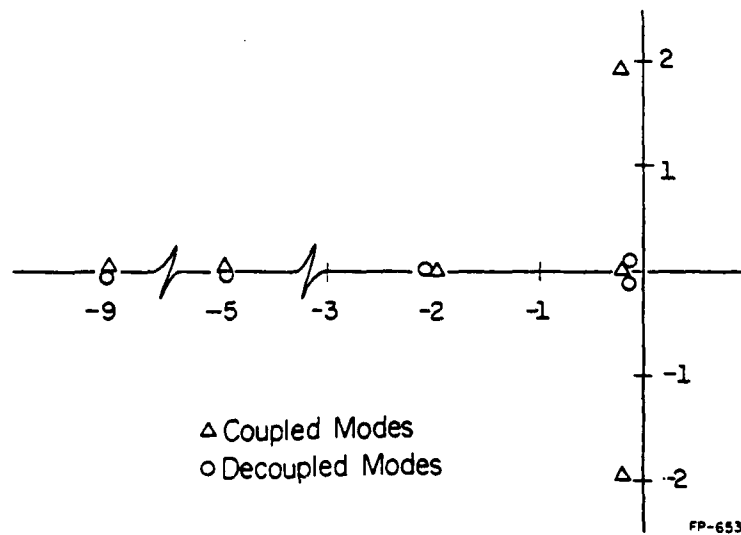 2
1
-9 -5 -3 -2 -1
-1
△ Coupled Modes
○ Decoupled Modes
-2
FP-653